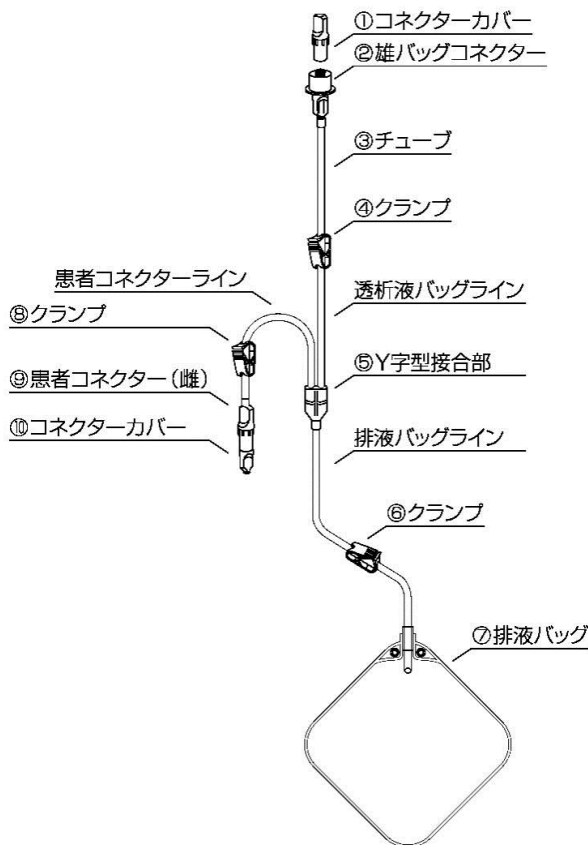 ①コネクターカバー
②雄バッグコネクター
③チューブ
④クランプ
患者コネクターライン
透析液バッグライン
⑧クランプ
⑤Y字型接合部
⑨患者コネクター(雌)
⑩コネクターカバー
排液バッグライン
⑥クランプ
⑦排液バッグ